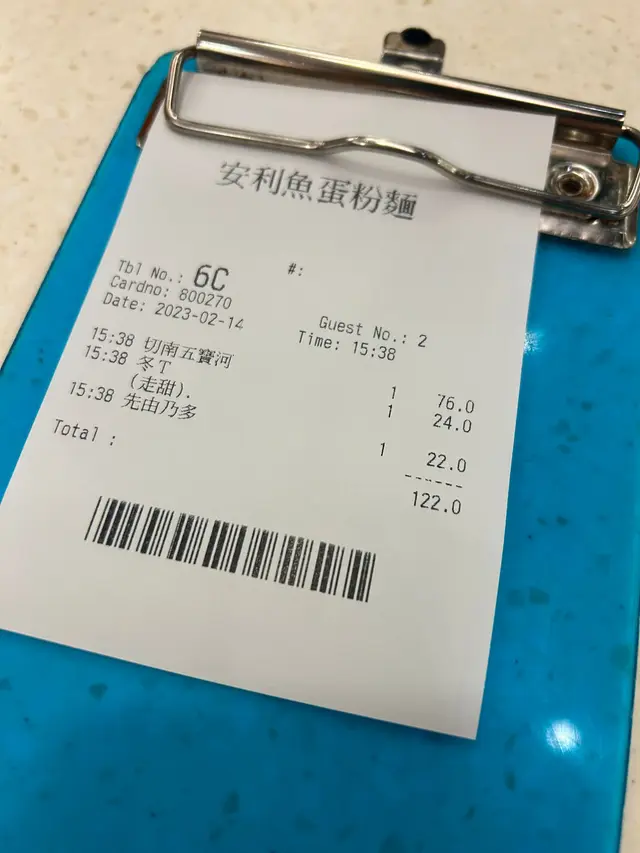 安利魚蛋粉麵
#:
Tbl No.: 6C
Cardno: 800270 Guest No.: 2
Date: 2023-02-14 Time: 15:38
15:38 切南五寶河 1 76.0
15:38 冬T 1 24.0
(走甜).
15:38 先由乃多 1 22.0
------
Total : 122.0